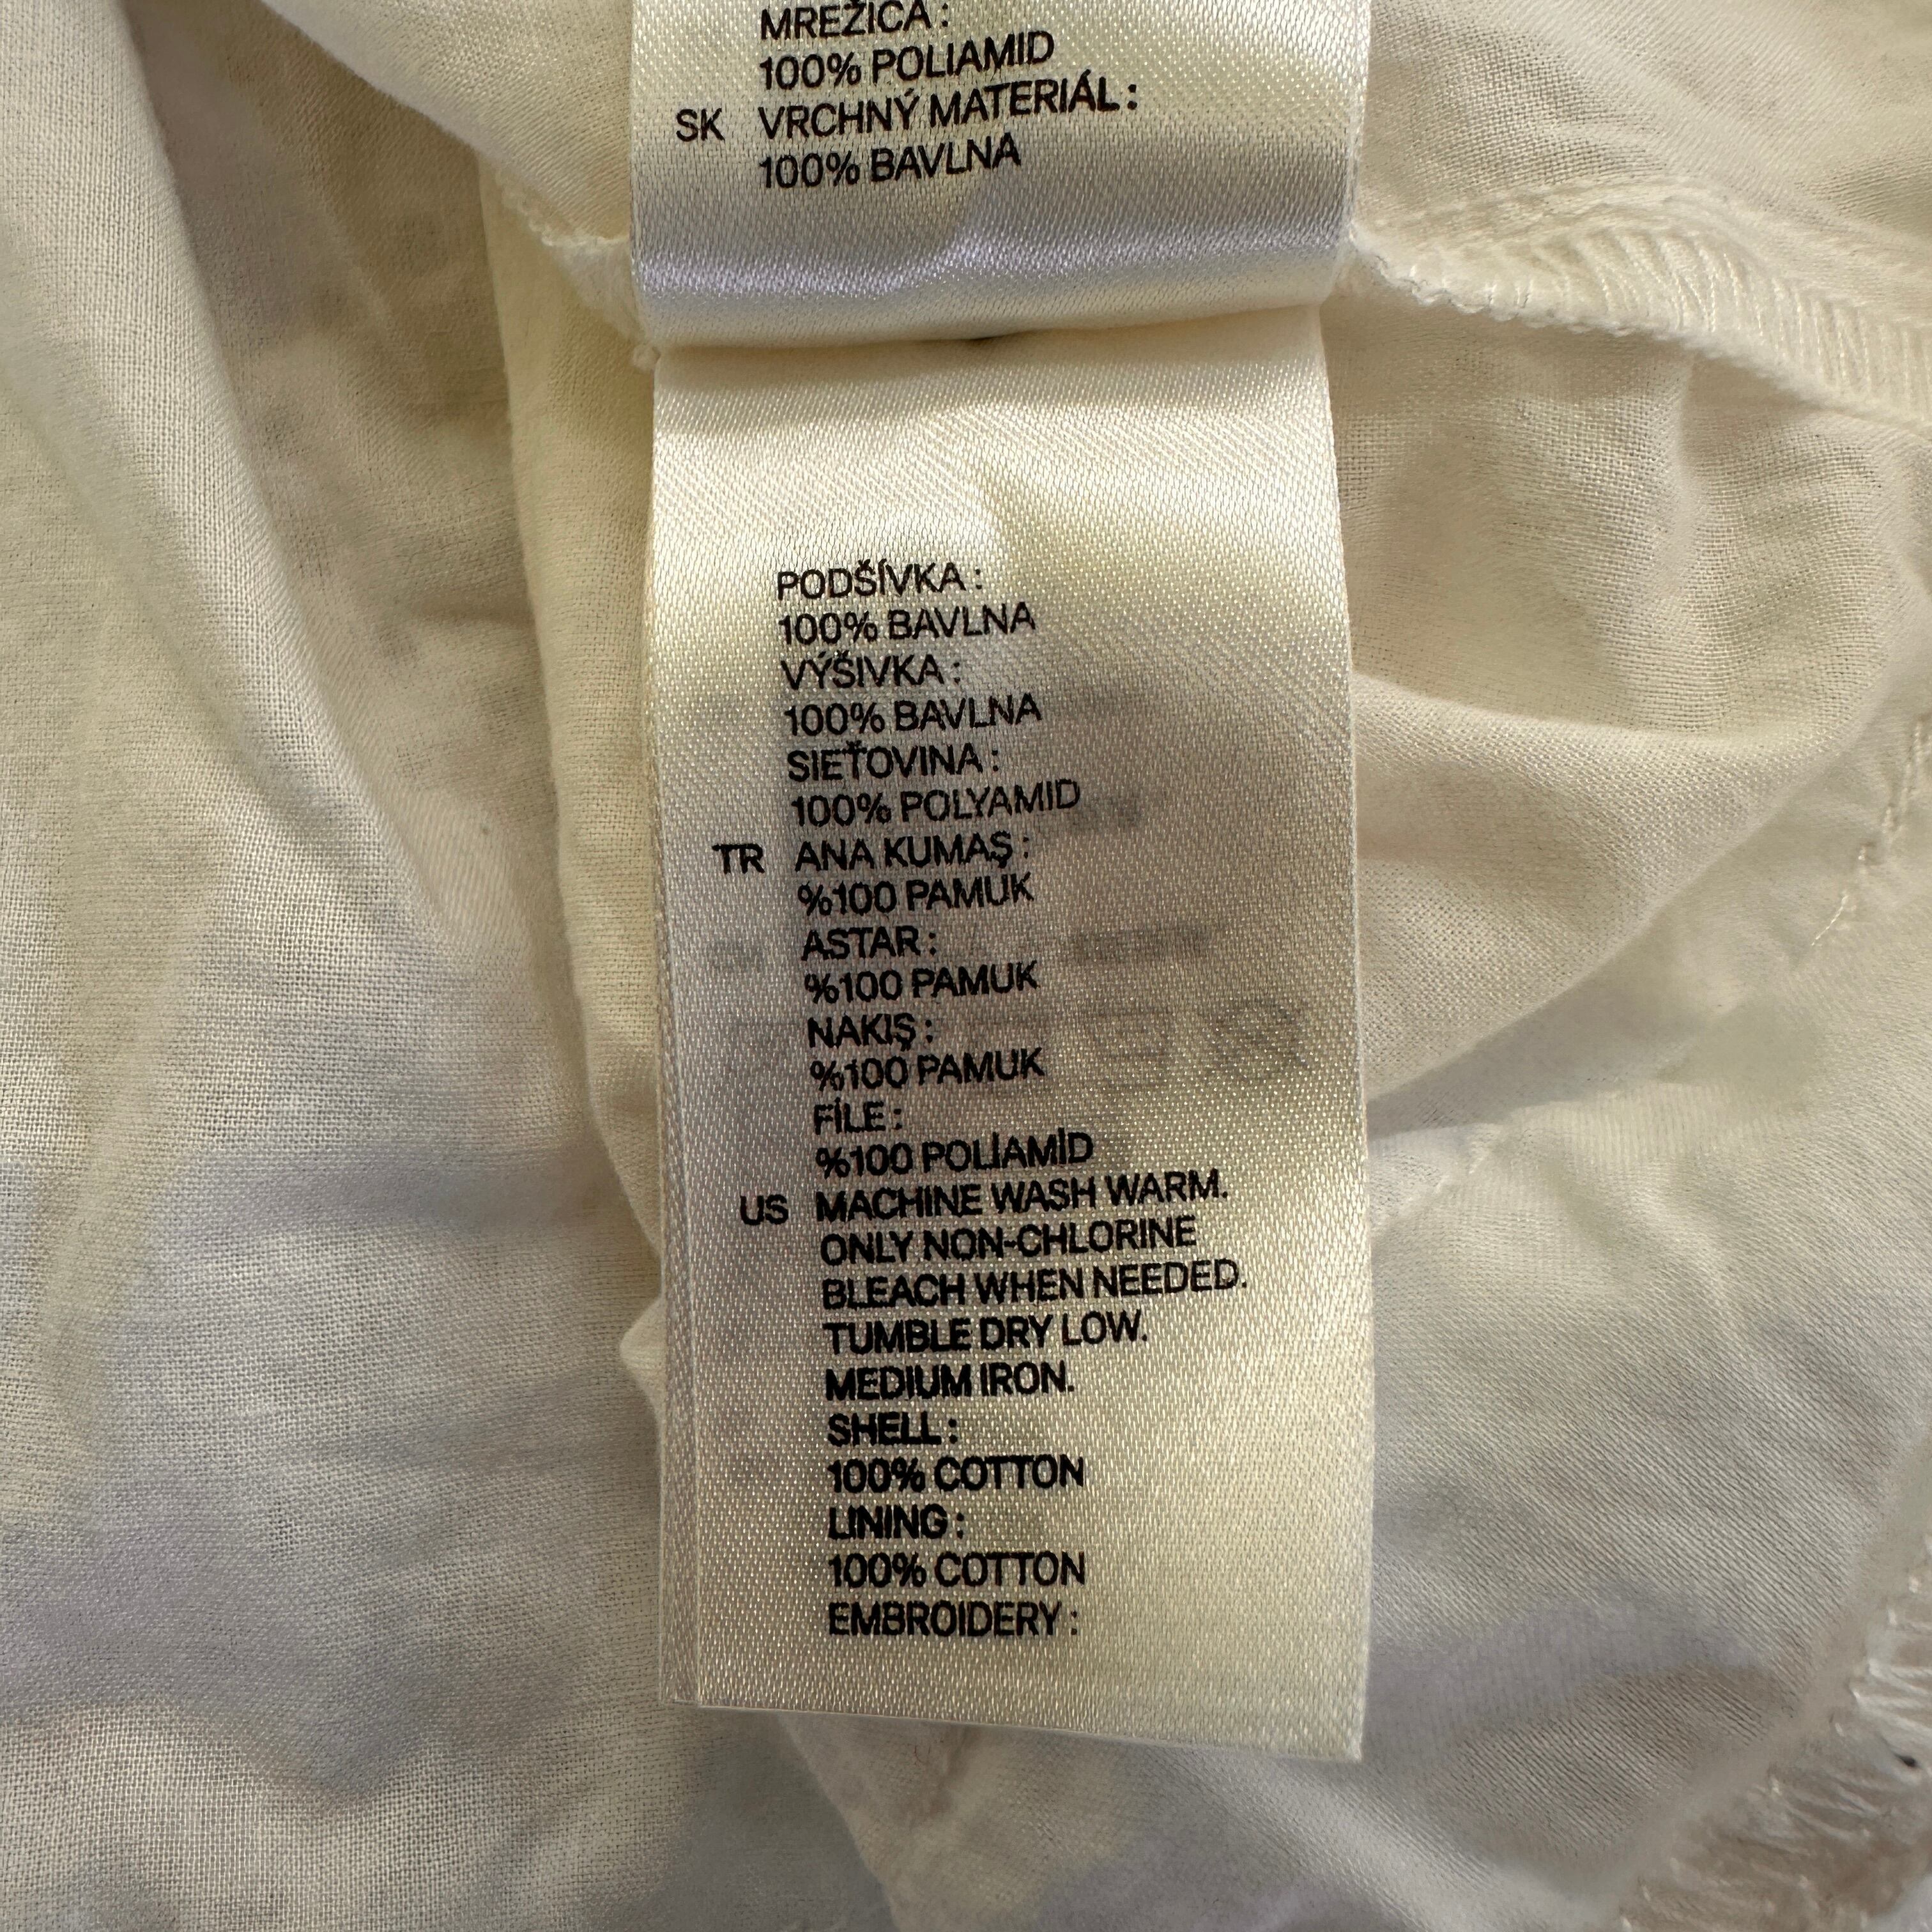 MREŽICA :
100% POLIAMID
SK VRCHNÝ MATERIÁL :
100% BAVLNA
PODŠÍVKA :
100% BAVLNA
VÝŠIVKA :
100% BAVLNA
SIEŤOVINA :
100% POLYAMID
TR ANA KUMAŞ :
%100 PAMUK
ASTAR :
%100 PAMUK
NAKIŞ :
%100 PAMUK
FİLE :
%100 POLİAMİD
US MACHINE WASH WARM.
ONLY NON-CHLORINE
BLEACH WHEN NEEDED.
TUMBLE DRY LOW.
MEDIUM IRON.
SHELL :
100% COTTON
LINING :
100% COTTON
EMBROIDERY :